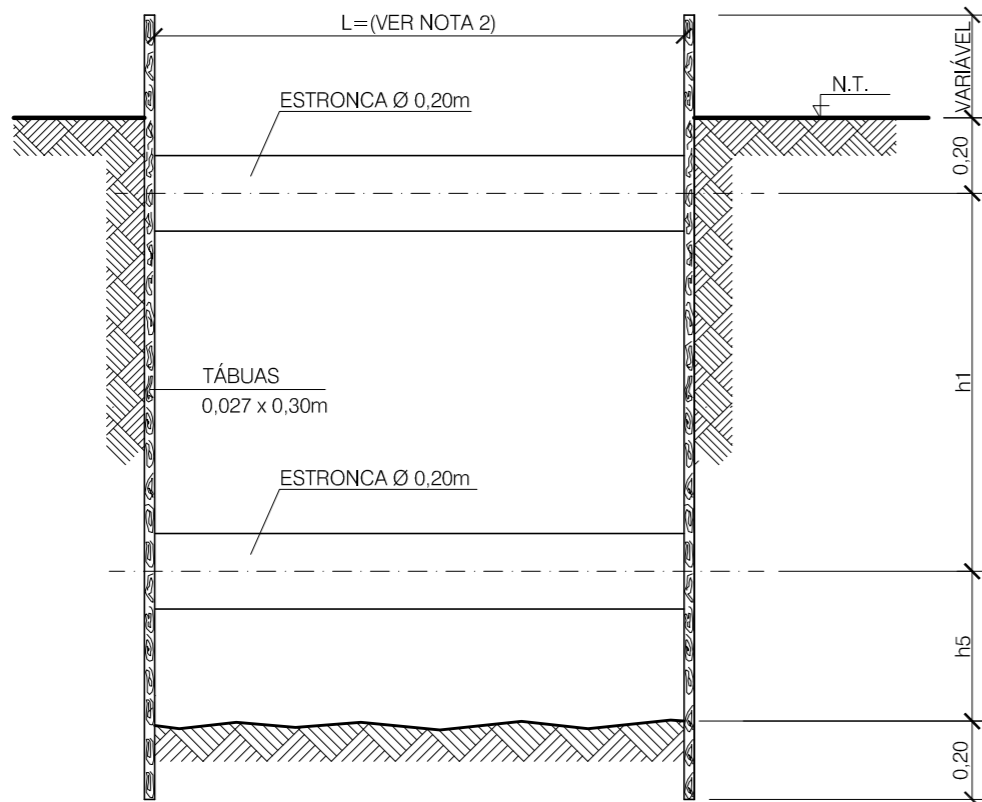 L=(VER NOTA 2)
VARIÁVEL
ESTRONCA Ø 0,20m
N.T.
0,20
h1
TÁBUAS
0,027 x 0,30m
ESTRONCA Ø 0,20m
h5
0,20